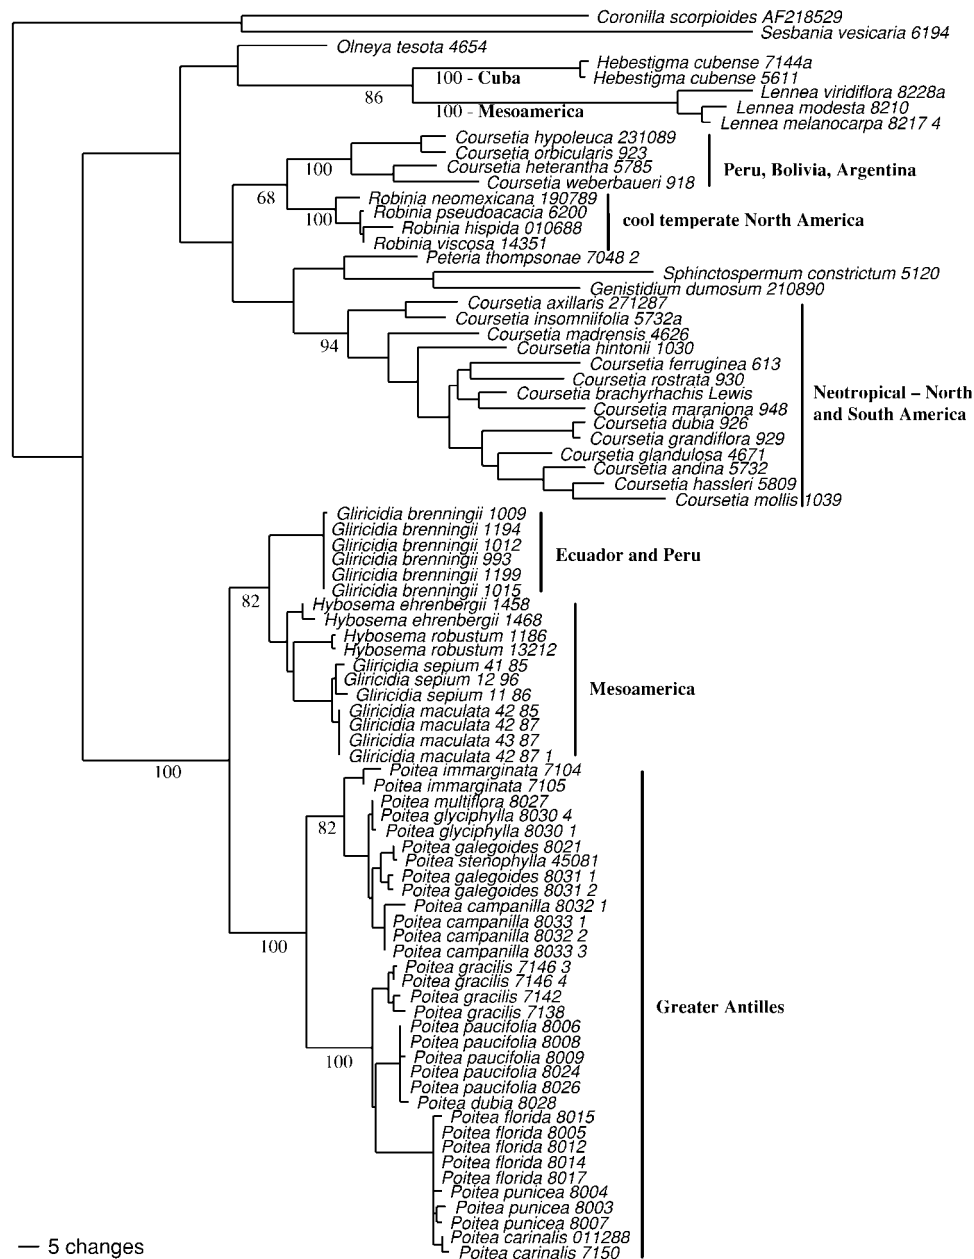 Coronilla scorpioides AF218529
Sesbania vesicaria 6194
Olneya tesota 4654
Hebestigma cubense 7144a
100 - Cuba
Hebestigma cubense 5611
86
Lennea viridiflora 8228a
100 - Mesoamerica
Lennea modesta 8210
Lennea melanocarpa 8217 4
Coursetia hypoleuca 231089
Coursetia orbicularis 923
100
Coursetia heterantha 5785
Peru, Bolivia, Argentina
Coursetia weberbaueri 918
68
Robinia neomexicana 190789
100
Robinia pseudoacacia 6200
cool temperate North America
Robinia hispida 010688
Robinia viscosa 14351
Peteria thompsonae 7048 2
Sphinctospermum constrictum 5120
Genistidium dumosum 210890
Coursetia axillaris 271287
Coursetia insomniifolia 5732a
94
Coursetia madrensis 4626
Coursetia hintonii 1030
Coursetia ferruginea 613
Coursetia rostrata 930
Coursetia brachyrhachis Lewis
Neotropical – North
and South America
Coursetia maraniona 948
Coursetia dubia 926
Coursetia grandiflora 929
Coursetia glandulosa 4671
Coursetia andina 5732
Coursetia hassleri 5809
Coursetia mollis 1039
Gliricidia brenningii 1009
Gliricidia brenningii 1194
Gliricidia brenningii 1012
Gliricidia brenningii 993
Ecuador and Peru
Gliricidia brenningii 1199
Gliricidia brenningii 1015
82
Hybosema ehrenbergii 1458
Hybosema ehrenbergii 1468
Hybosema robustum 1186
Hybosema robustum 13212
Gliricidia sepium 41 85
Gliricidia sepium 12 96
Mesoamerica
Gliricidia sepium 11 86
Gliricidia maculata 42 85
Gliricidia maculata 42 87
Gliricidia maculata 43 87
Gliricidia maculata 42 87 1
100
Poitea immarginata 7104
Poitea immarginata 7105
Poitea multiflora 8027
Poitea glyciphylla 8030 4
82
Poitea glyciphylla 8030 1
Poitea galegoides 8021
Poitea stenophylla 45081
Poitea galegoides 8031 1
Poitea galegoides 8031 2
Poitea campanilla 8032 1
Poitea campanilla 8033 1
Poitea campanilla 8032 2
100
Poitea campanilla 8033 3
Poitea gracilis 7146 3
Poitea gracilis 7146 4
Poitea gracilis 7142
Greater Antilles
Poitea gracilis 7138
Poitea paucifolia 8006
Poitea paucifolia 8008
Poitea paucifolia 8009
100
Poitea paucifolia 8024
Poitea paucifolia 8026
Poitea dubia 8028
Poitea florida 8015
Poitea florida 8005
Poitea florida 8012
Poitea florida 8014
Poitea florida 8017
Poitea punicea 8004
Poitea punicea 8003
Poitea punicea 8007
Poitea carinalis 011288
Poitea carinalis 7150
5 changes